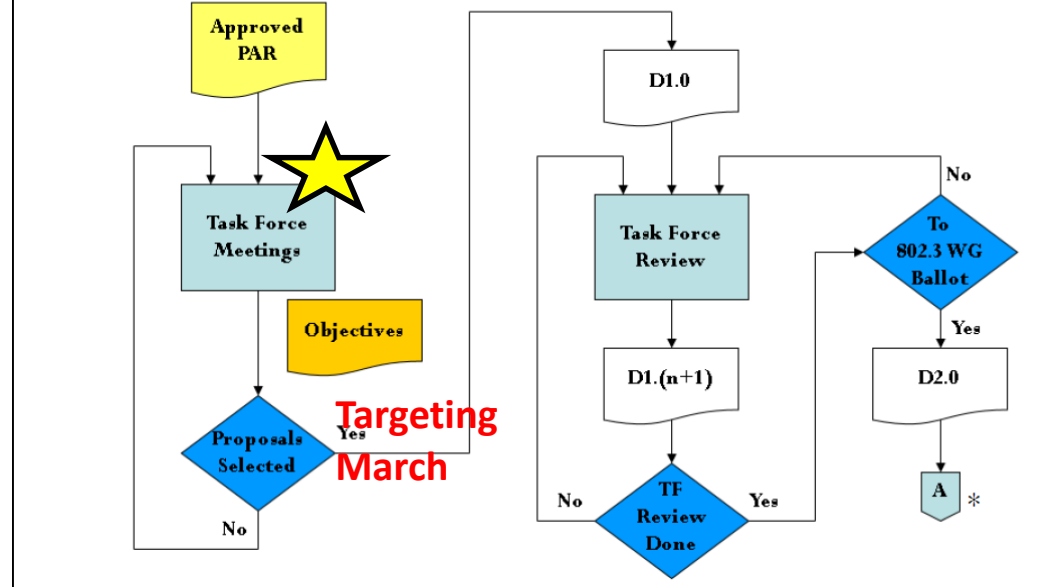 Approved
PAR
Task Force
Meetings
Objectives
Proposals
Selected
Yes
No
Targeting
March
D1.0
Task Force
Review
D1.(n+1)
TF
Review
Done
No
Yes
To
802.3 WG
Ballot
No
Yes
D2.0
A
*